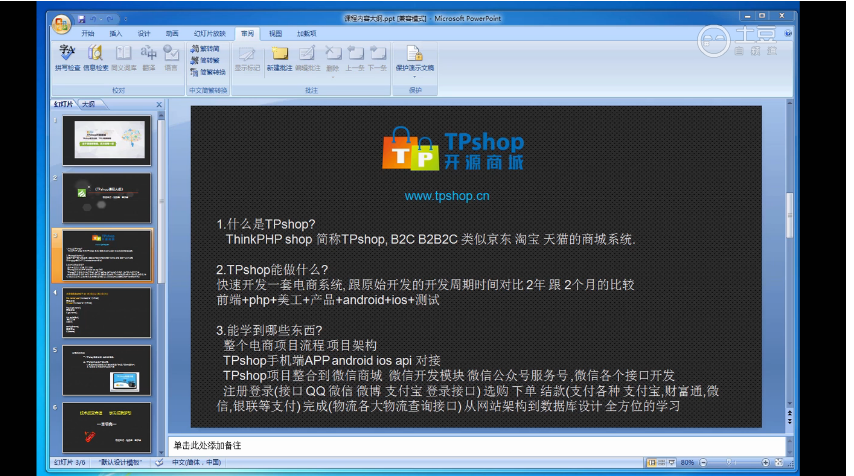 课程内容大纲.ppt [兼容模式] - Microsoft PowerPoint
开始 插入 设计 动画 幻灯片放映 审阅 视图 加载项
土豆
拼写检查 信息检索 同义词库 翻译 语言
繁转简
简转繁
简繁转换
显示标记 新建批注 编辑批注 删除 上一条 下一条
保护演示文稿
校对 中文简繁转换 批注 保护
幻灯片 大纲
1
2
3
4
5
6
TPshop
开源商城
www.tpshop.cn
1.什么是TPshop?
ThinkPHP shop 简称TPshop, B2C B2B2C 类似京东 淘宝 天猫的商城系统.
2.TPshop能做什么?
快速开发一套电商系统, 跟原始开发的开发周期时间对比 2年 跟 2个月的比较
前端+php+美工+产品+android+ios+测试
3.能学到哪些东西?
整个电商项目流程 项目架构
TPshop手机端APP android ios api 对接
TPshop项目整合到 微信商城 微信开发模块 微信公众号服务号,微信各个接口开发
注册登录(接口 QQ 微信 微博 支付宝 登录接口) 选购 下单 结款(支付各种 支付宝,财富通,微
信,银联等支付) 完成(物流各大物流查询接口) 从网站架构到数据库设计 全方位的学习
单击此处添加备注
幻灯片 3/6 "默认设计模板" 中文(简体，中国) 80%